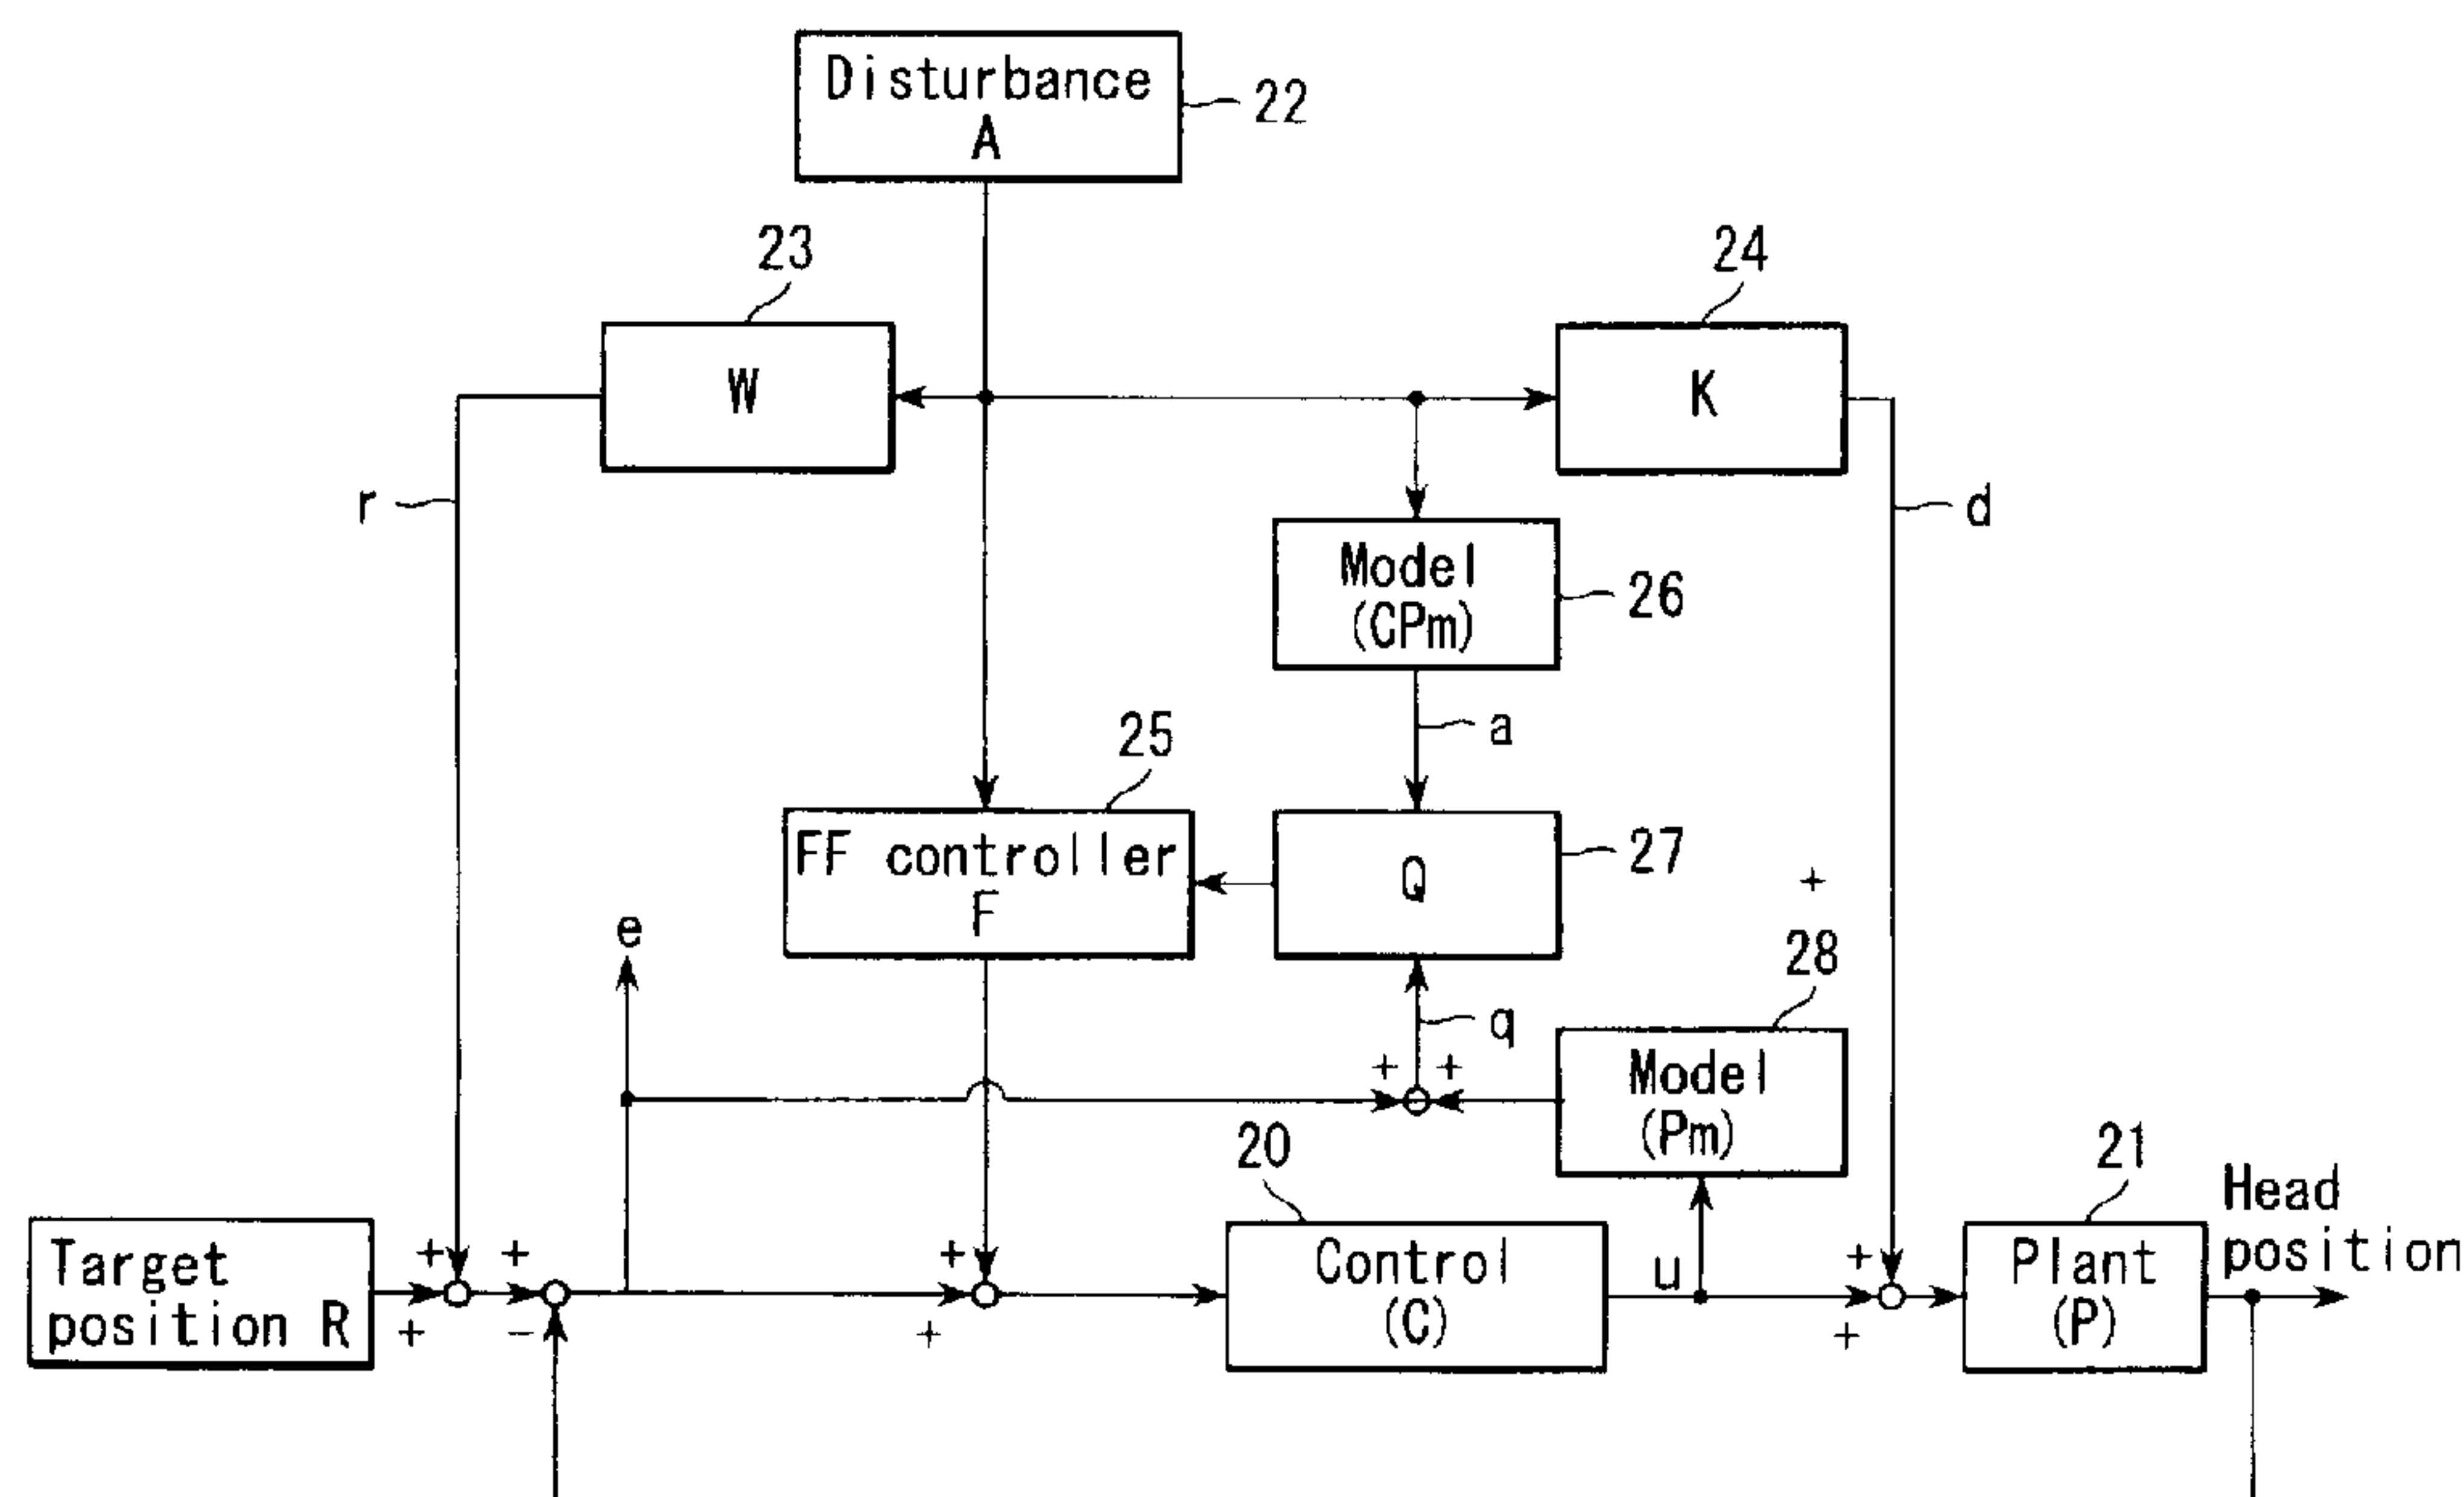 Disturbance
A
22
23
24
W
K
r
d
Model
(CPm)
26
a
25
FF controller
F
Q
27
+
e
28
q
+ +
Model
(Pm)
20
21
Head
position
Target
position R
+
+
+
-
+
+
Control
(C)
u
+
+
Plant
(P)